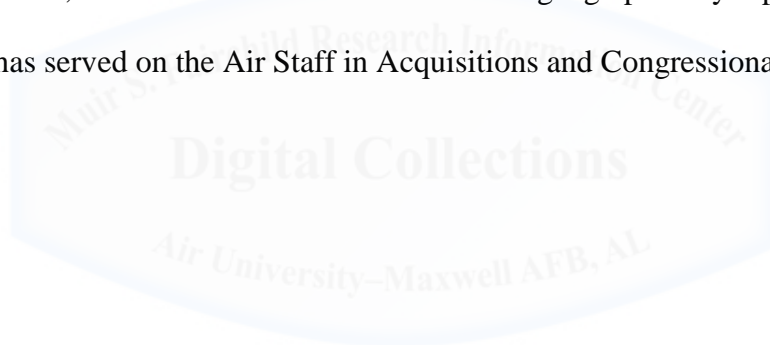 has served on the Air Staff in Acquisitions and Congressiona
Muir S. Fairchild Research Information Center
Digital Collections
Air University–Maxwell AFB, AL